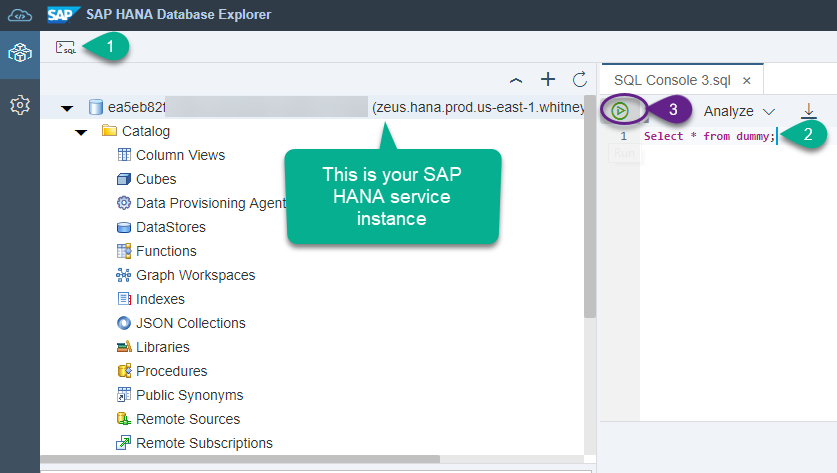 SAP SAP HANA Database Explorer
SQL 1
SQL Console 3.sql ×
ea5eb82f (zeus.hana.prod.us-east-1.whitney
3 Analyze
Catalog
1 Select * from dummy; 2
Column Views
Run
Cubes
Data Provisioning Agent
DataStores
Functions
Graph Workspaces
Indexes
JSON Collections
Libraries
Procedures
Public Synonyms
Remote Sources
Remote Subscriptions
This is your SAP
HANA service
instance